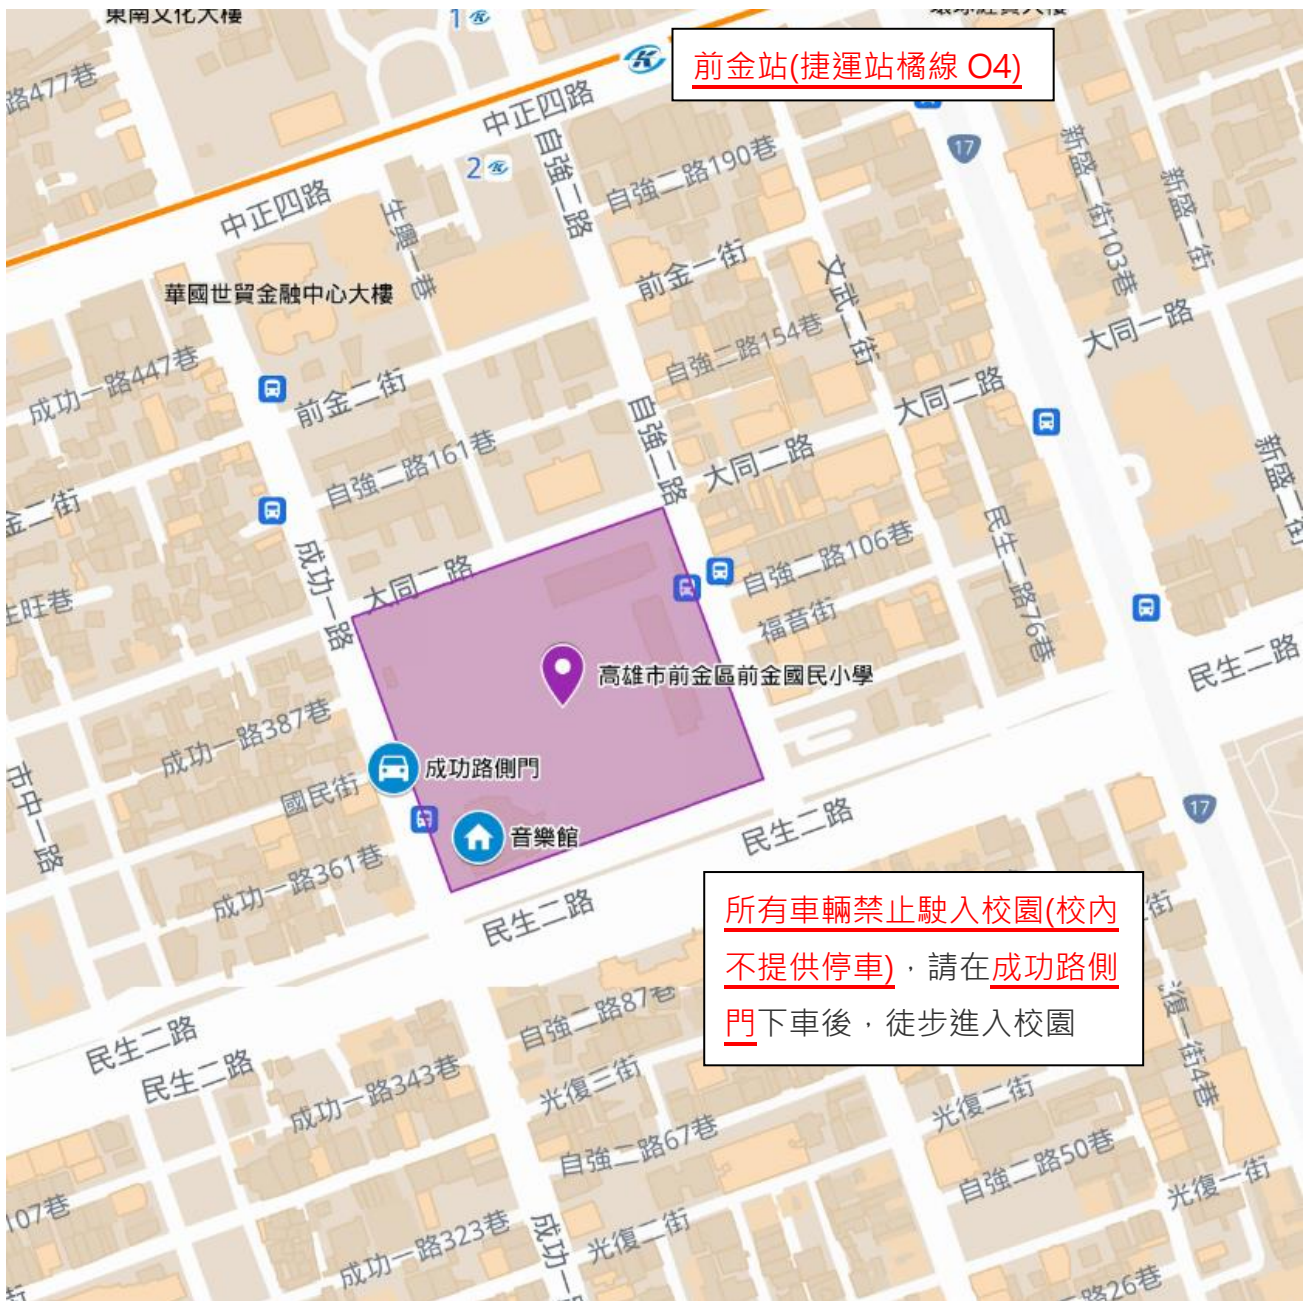 東南文化大樓
1
前金站(捷運站橘線 O4)
路477巷
中正四路
17
自強二路
自強二路190巷
新盛二街103巷
新盛二街
2
中正四路
生興一巷
前金一街
文武二街
華國世貿金融中心大樓
大同一路
自強二路154巷
成功一路447巷
前金二街
大同二路
自強二路
自強二路161巷
大同二路
新盛二街
金二街
民生二路76巷
成功一路
自強二路106巷
大同二路
生旺巷
福音街
高雄市前金區前金國民小學
民生二路
成功一路387巷
成功路側門
國民街
市中一路
17
民生二路
音樂館
成功一路361巷
民生二路
所有車輛禁止駛入校園(校內
不提供停車)，請在成功路側
門下車後，徒步進入校園
街
自強二路87巷
民生二路
民生二路
復一街4巷
光復三街
成功一路343巷
光復二街
自強二路67巷
自強二路50巷
光復一街
107巷
成功一路323巷
成功一
光復二街
路26巷
街